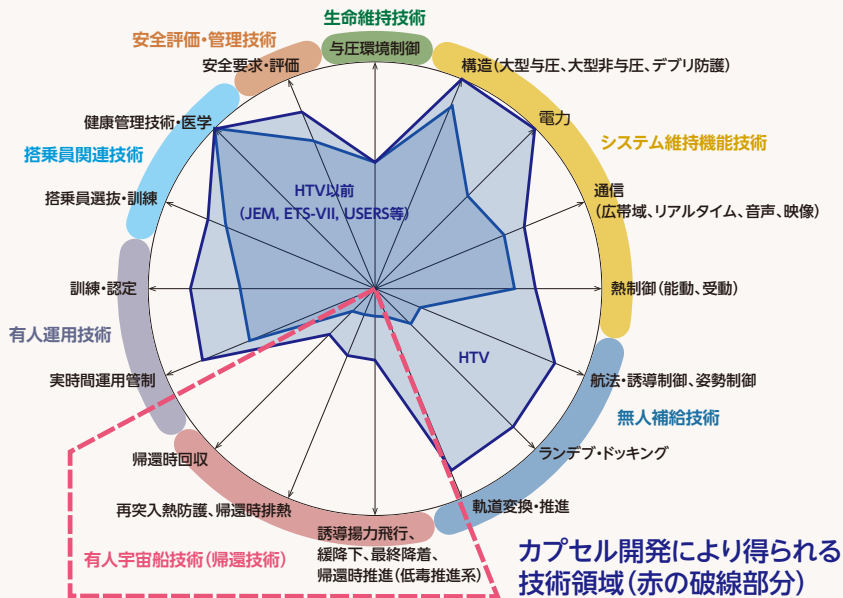 生命維持技術
与圧環境制御
安全評価・管理技術
安全要求・評価
構造(大型与圧、大型非与圧、デブリ防護)
健康管理技術・医学
電力
搭乗員関連技術
システム維持機能技術
搭乗員選抜・訓練
HTV以前
(JEM, ETS-VII, USERS等)
通信
(広帯域、リアルタイム、音声、映像)
訓練・認定
熱制御(能動、受動)
有人運用技術
HTV
実時間運用管制
航法・誘導制御、姿勢制御
無人補給技術
帰還時回収
ランデブ・ドッキング
再突入熱防護、帰還時排熱
軌道変換・推進
有人宇宙船技術(帰還技術)
誘導揚力飛行、
緩降下、最終降着、
帰還時推進(低毒推進系)
カプセル開発により得られる
技術領域(赤の破線部分)